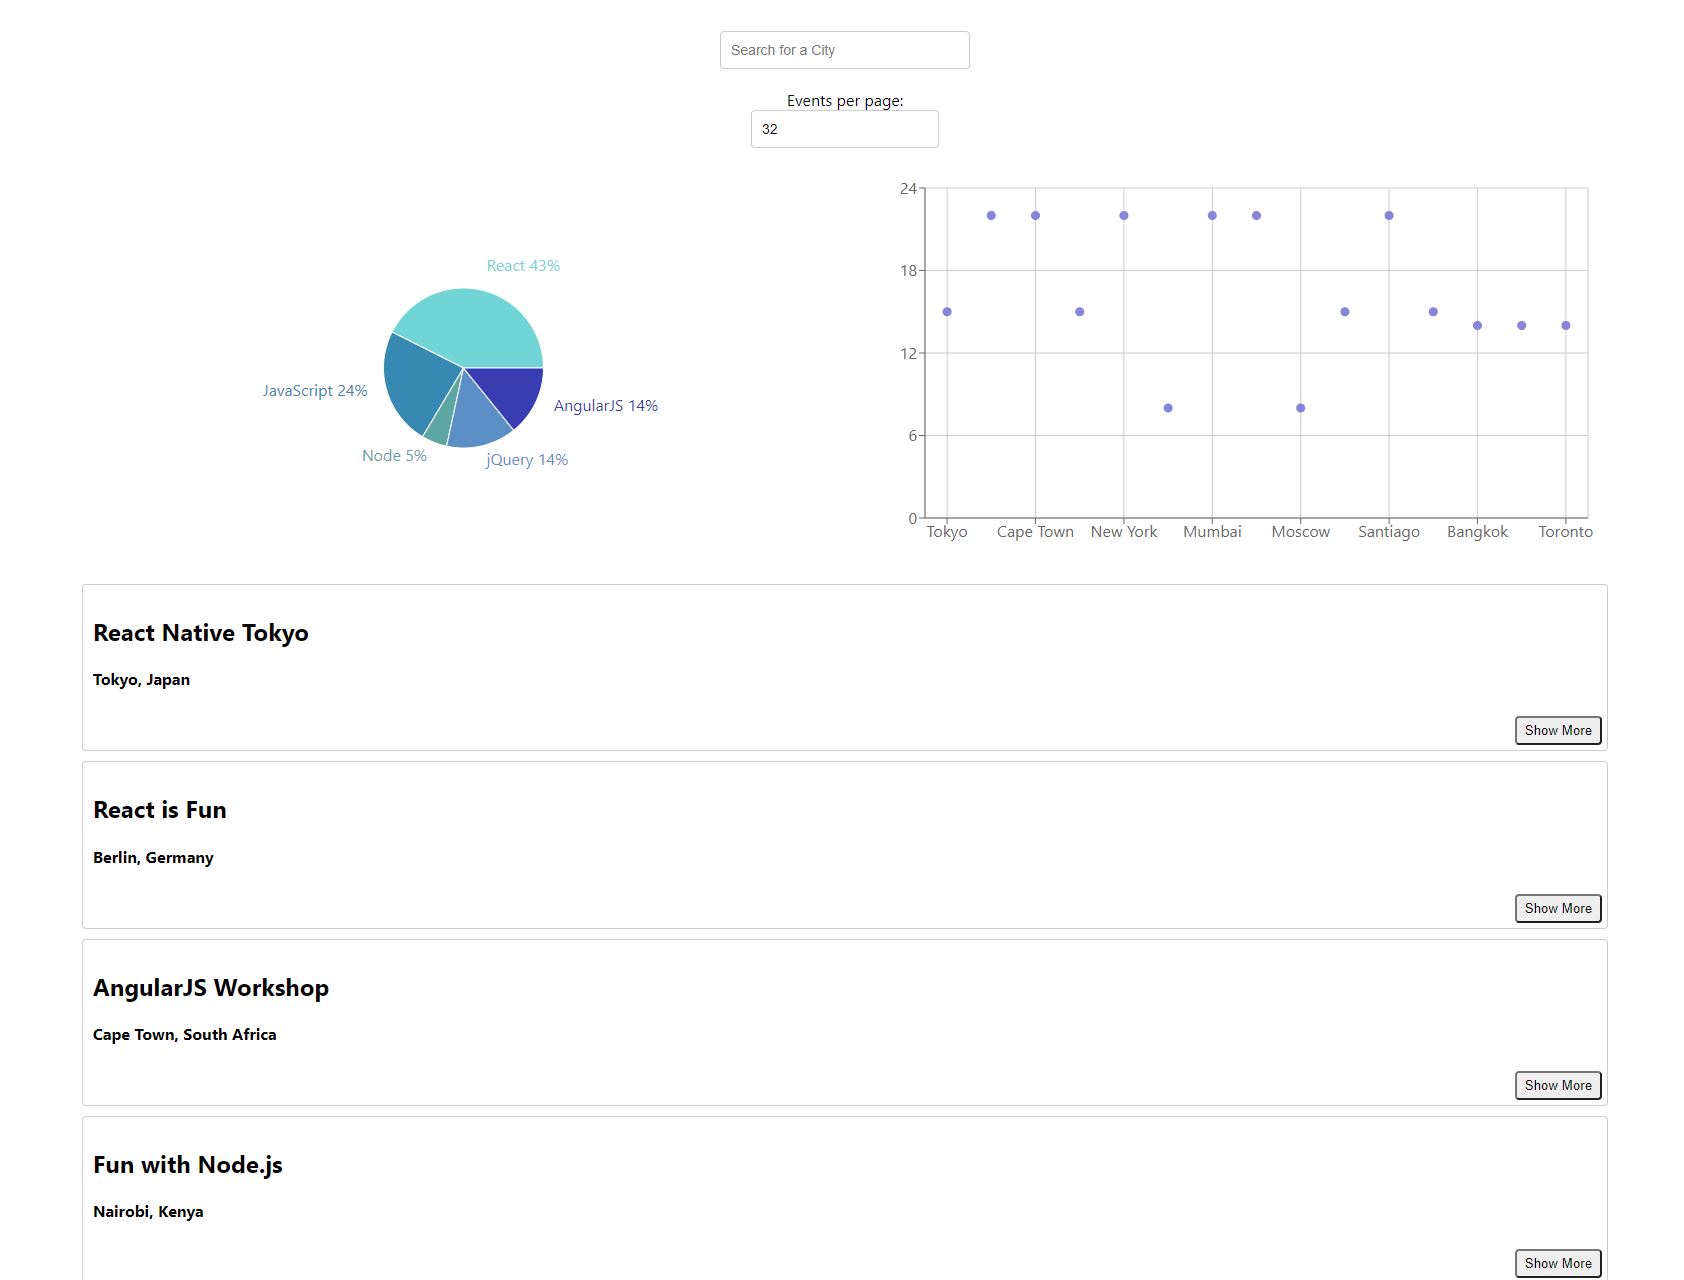 Search for a City
Events per page:
32
React 43%
JavaScript 24%
AngularJS 14%
Node 5%
jQuery 14%
24
18
12
6
0
Tokyo Cape Town New York Mumbai Moscow Santiago Bangkok Toronto
React Native Tokyo
Tokyo, Japan
Show More
React is Fun
Berlin, Germany
Show More
AngularJS Workshop
Cape Town, South Africa
Show More
Fun with Node.js
Nairobi, Kenya
Show More